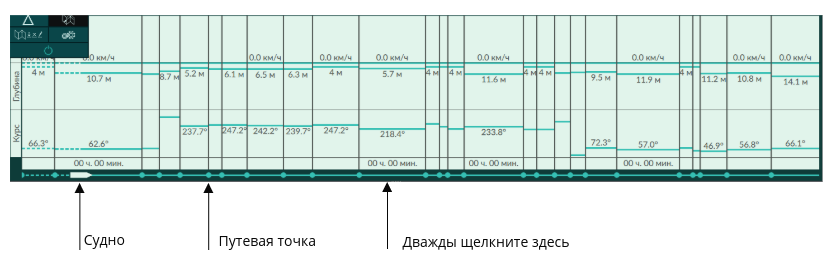 0.0 км/ч 0.0 км/ч 0.0 км/ч 0.0 км/ч 0.0 км/ч 0.0 км/ч 0.0 км/ч 0.0 км/ч 0.0 км/ч
Глубина 4 м 10.7 м 8.7 м 5.2 м 6.1 м 6.5 м 6.3 м 4 м 5.7 м 4 м 4 м 11.6 м 4 м 4 м 9.5 м 11.9 м 4 м 11.2 м 10.8 м 14.1 м
Курс 66.3° 62.6° 237.7° 247.2° 242.2° 239.7° 247.2° 218.4° 233.8° 72.3° 57.0° 46.9° 56.8° 66.1°
00 ч. 00 мин. 00 ч. 00 мин. 00 ч. 00 мин. 00 ч. 00 мин.
Судно Путевая точка Дважды щелкните здесь